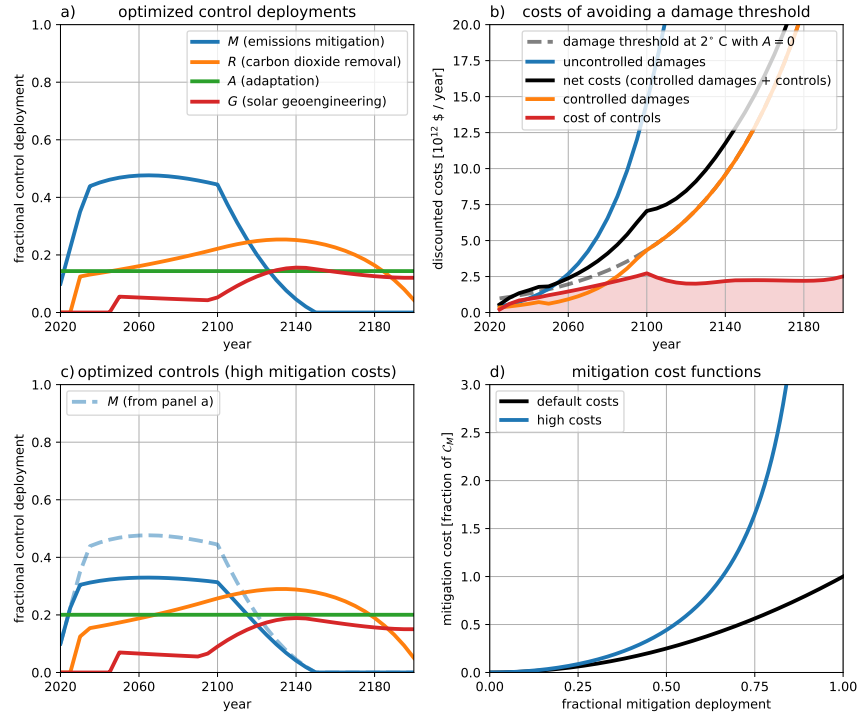 a) optimized control deployments
fractional control deployment
1.0
0.8
0.6
0.4
0.2
0.0
M (emissions mitigation)
R (carbon dioxide removal)
A (adaptation)
G (solar geoengineering)
2020 2060 2100 2140 2180
year
b) costs of avoiding a damage threshold
discounted costs [10¹² $ / year]
20.0
17.5
15.0
12.5
10.0
7.5
5.0
2.5
0.0
damage threshold at 2° C with A = 0
uncontrolled damages
net costs (controlled damages + controls)
controlled damages
cost of controls
2020 2060 2100 2140 2180
year
c) optimized controls (high mitigation costs)
fractional control deployment
1.0
0.8
0.6
0.4
0.2
0.0
M (from panel a)
2020 2060 2100 2140 2180
year
d) mitigation cost functions
mitigation cost [fraction of 𝒞_M]
3.0
2.5
2.0
1.5
1.0
0.5
0.0
default costs
high costs
0.00 0.25 0.50 0.75 1.00
fractional mitigation deployment